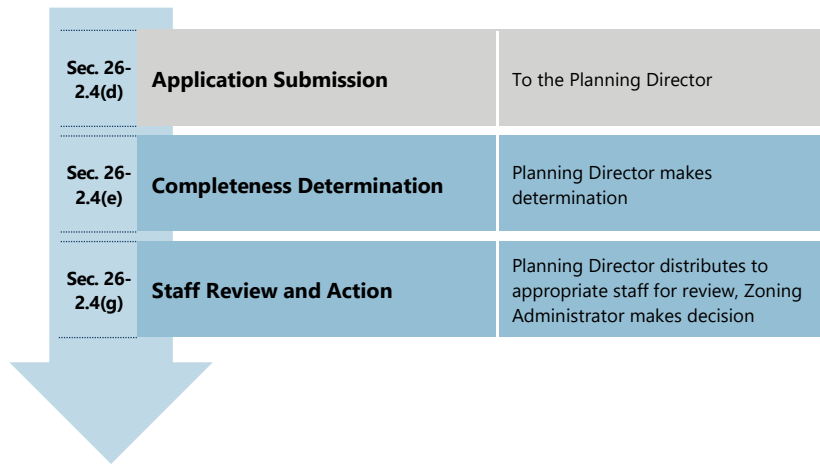 Sec. 26-
2.4(d)
Application Submission
To the Planning Director
Sec. 26-
2.4(e)
Completeness Determination
Planning Director makes
determination
Sec. 26-
2.4(g)
Staff Review and Action
Planning Director distributes to
appropriate staff for review, Zoning
Administrator makes decision